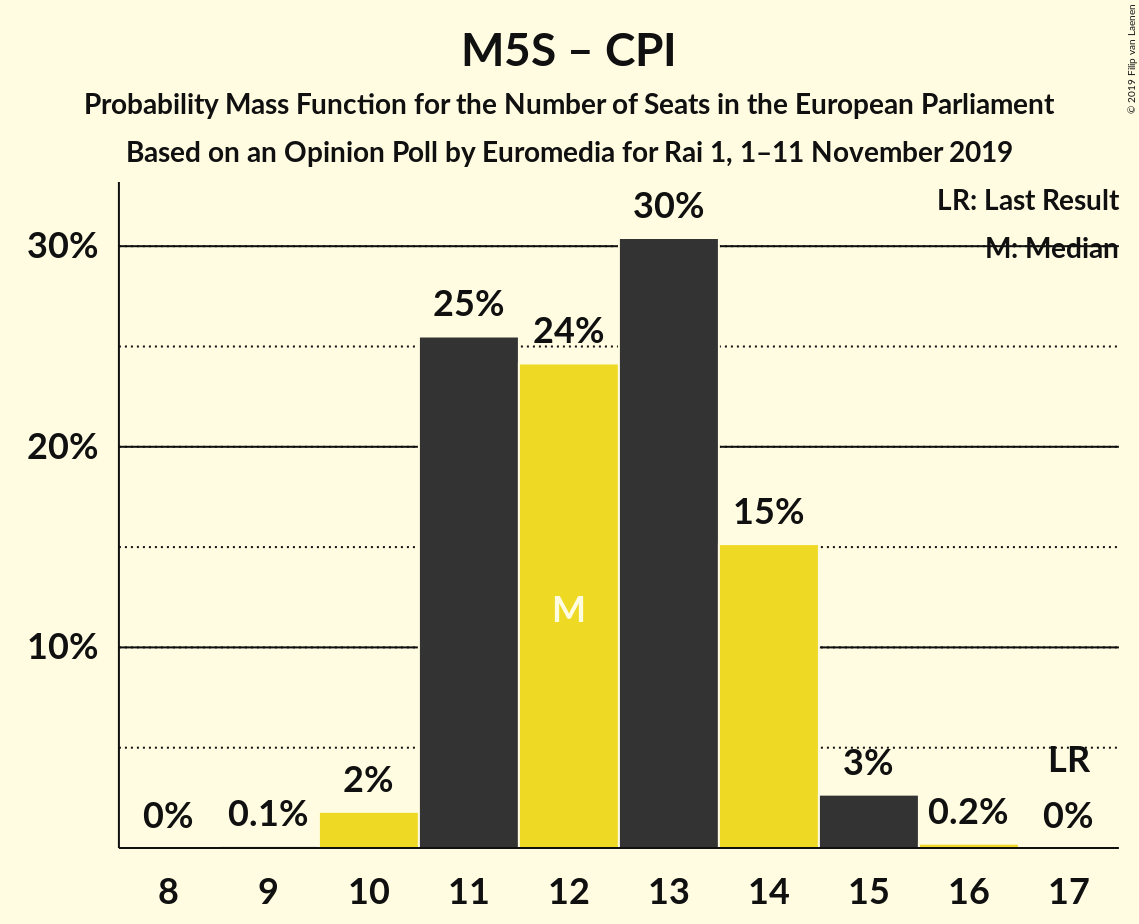 M5S – CPI
Probability Mass Function for the Number of Seats in the European Parliament
Based on an Opinion Poll by Euromedia for Rai 1, 1–11 November 2019
© 2019 Filip van Laenen
LR: Last Result
M: Median
30%
20%
10%
0%
0.1%
2%
25%
24%
30%
15%
3%
0.2%
LR
0%
M
8 9 10 11 12 13 14 15 16 17